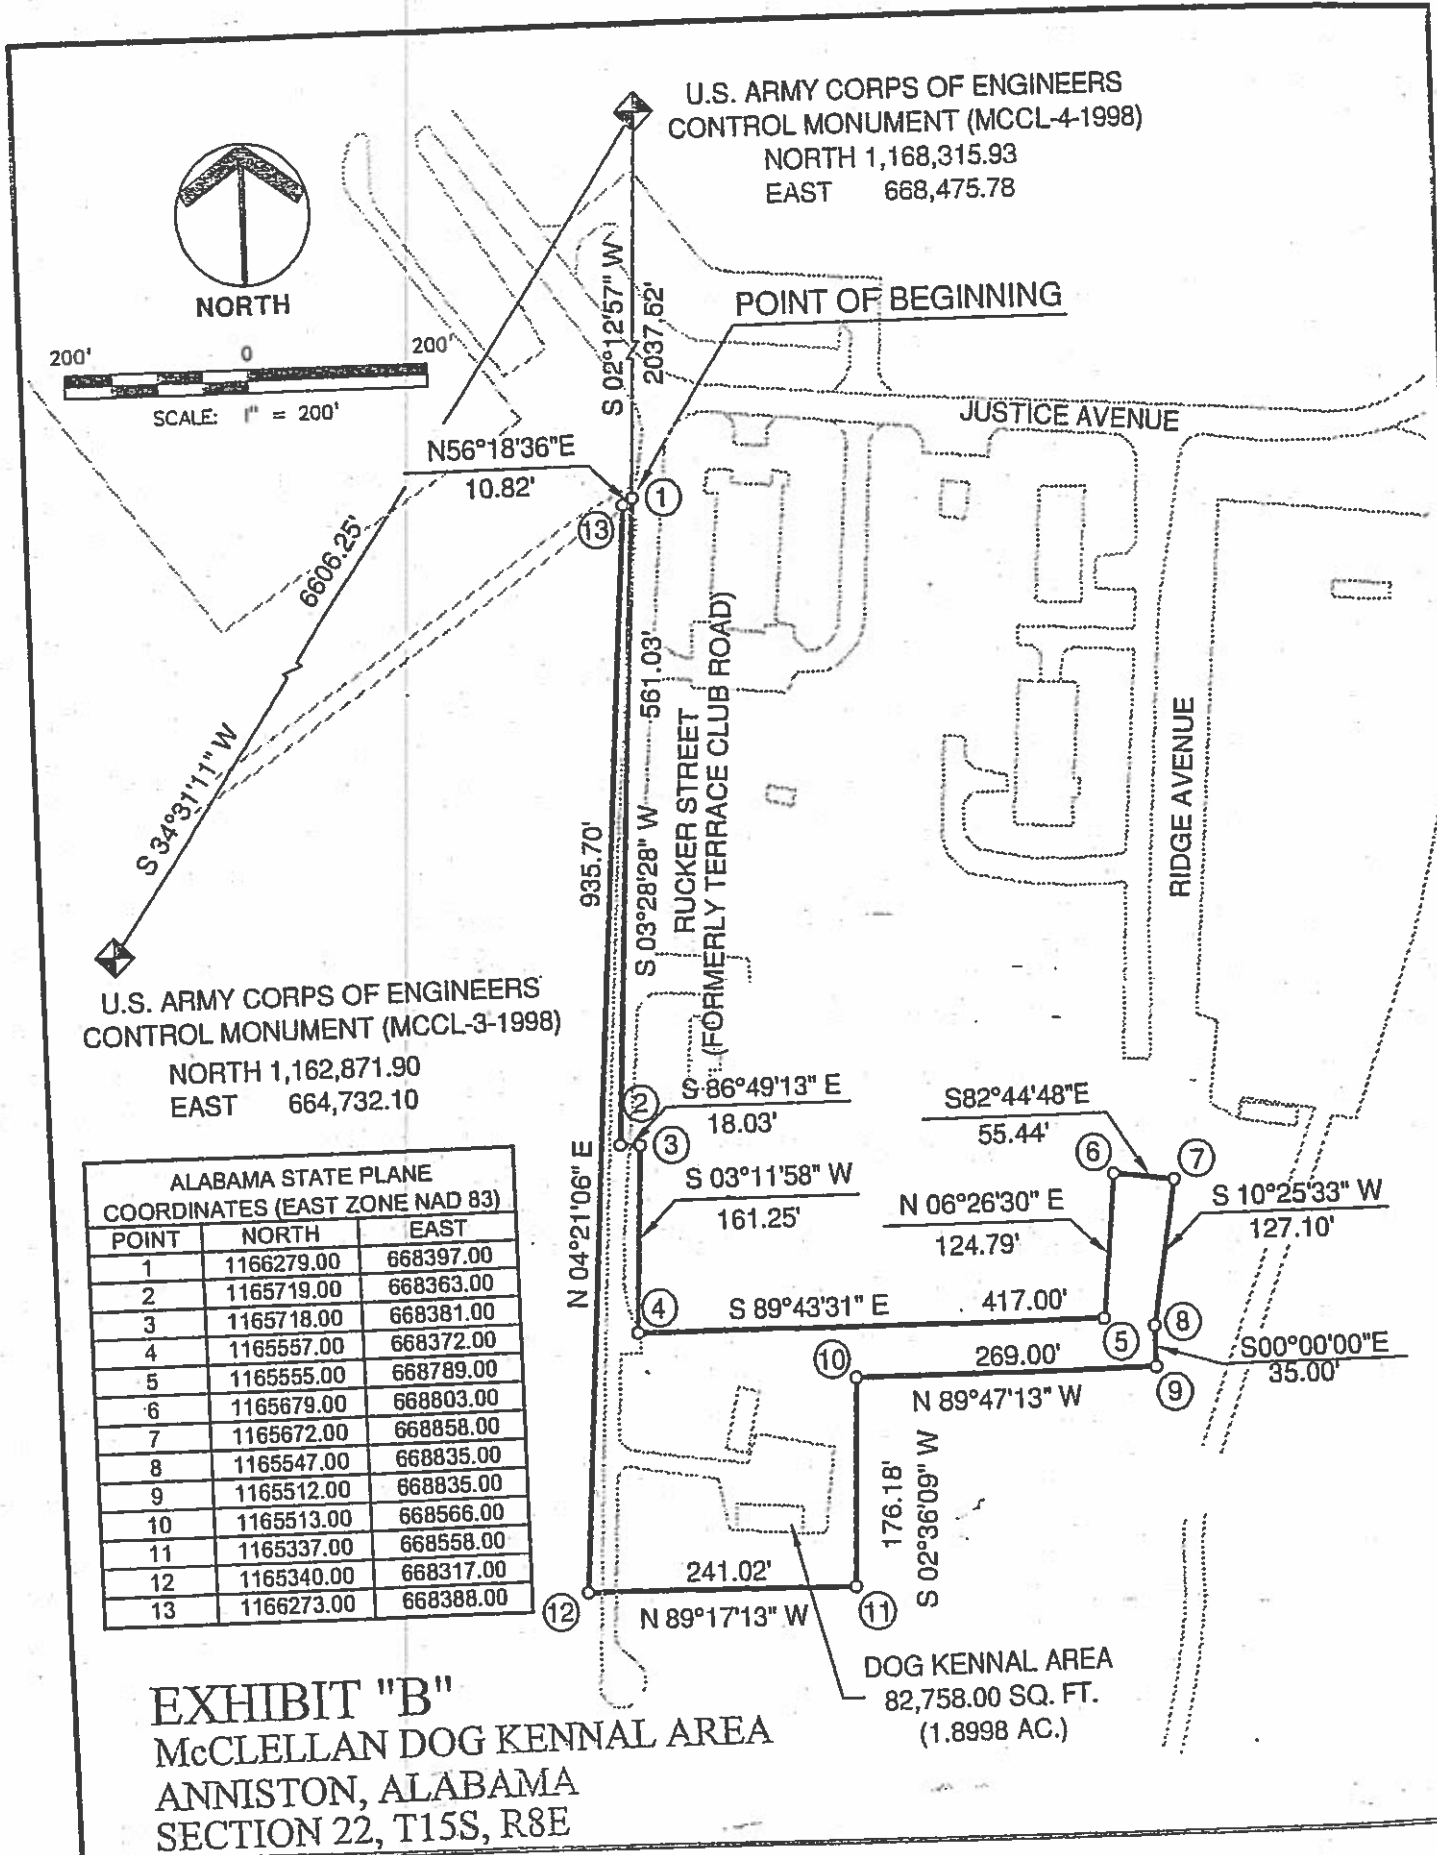 U.S. ARMY CORPS OF ENGINEERS
CONTROL MONUMENT (MCCL-4-1998)
NORTH 1,168,315.93
EAST 668,475.78
NORTH
200' 0 200'
SCALE: 1" = 200'
S 02°12'57" W
2037.52'
POINT OF BEGINNING
JUSTICE AVENUE
N56°18'36"E
10.82'
1
13
6606.25'
S 34°31'11" W
561.03'
S 03°28'28" W
RUCKER STREET
(FORMERLY TERRACE CLUB ROAD)
RIDGE AVENUE
935.70'
N 04°21'06" E
U.S. ARMY CORPS OF ENGINEERS
CONTROL MONUMENT (MCCL-3-1998)
NORTH 1,162,871.90
EAST 664,732.10
2
S 86°49'13" E
18.03'
3
S 03°11'58" W
161.25'
S82°44'48"E
55.44'
6
7
N 06°26'30" E
124.79'
S 10°25'33" W
127.10'
4
S 89°43'31" E 417.00'
5
8
S00°00'00"E
35.00'
10
269.00'
N 89°47'13" W
9
176.18'
S 02°36'09" W
241.02'
N 89°17'13" W
12
11
DOG KENNAL AREA
82,758.00 SQ. FT.
(1.8998 AC.)
ALABAMA STATE PLANE
COORDINATES (EAST ZONE NAD 83)
POINT NORTH EAST
1 1166279.00 668397.00
2 1165719.00 668363.00
3 1165718.00 668381.00
4 1165557.00 668372.00
5 1165555.00 668789.00
6 1165679.00 668803.00
7 1165672.00 668858.00
8 1165547.00 668835.00
9 1165512.00 668835.00
10 1165513.00 668566.00
11 1165337.00 668558.00
12 1165340.00 668317.00
13 1166273.00 668388.00
EXHIBIT "B"
McCLELLAN DOG KENNAL AREA
ANNISTON, ALABAMA
SECTION 22, T15S, R8E